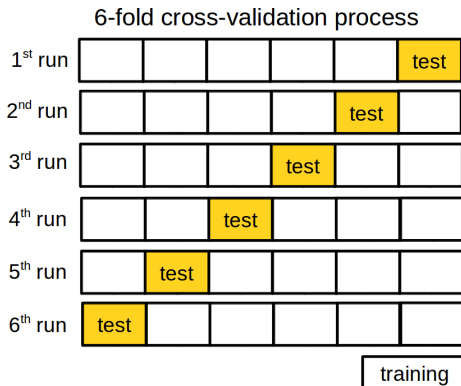 6-fold cross-validation process
1st run test
2nd run test
3rd run test
4th run test
5th run test
6th run test
training